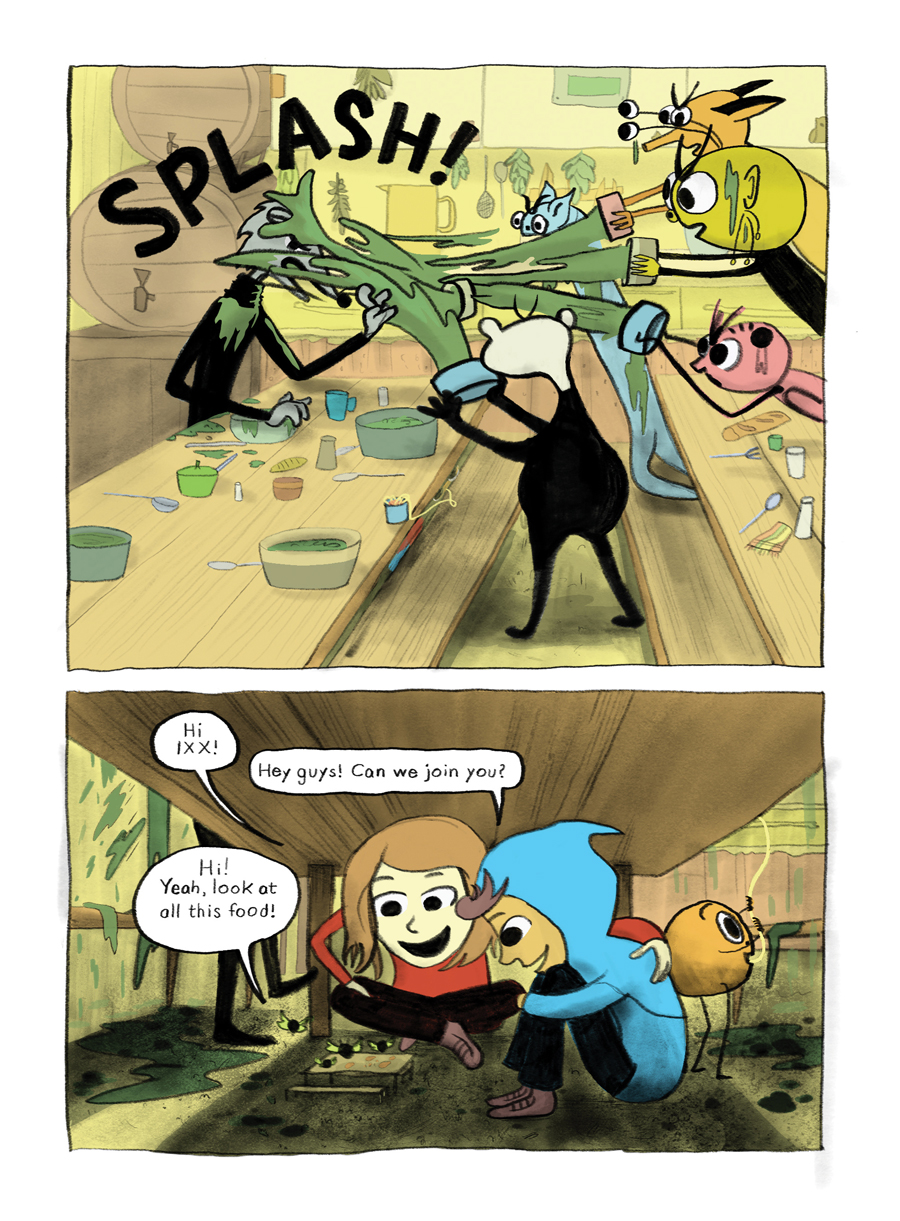 SPLASH!
Hi
IXX!
Hey guys! Can we join you?
Hi!
Yeah, look at
all this food!